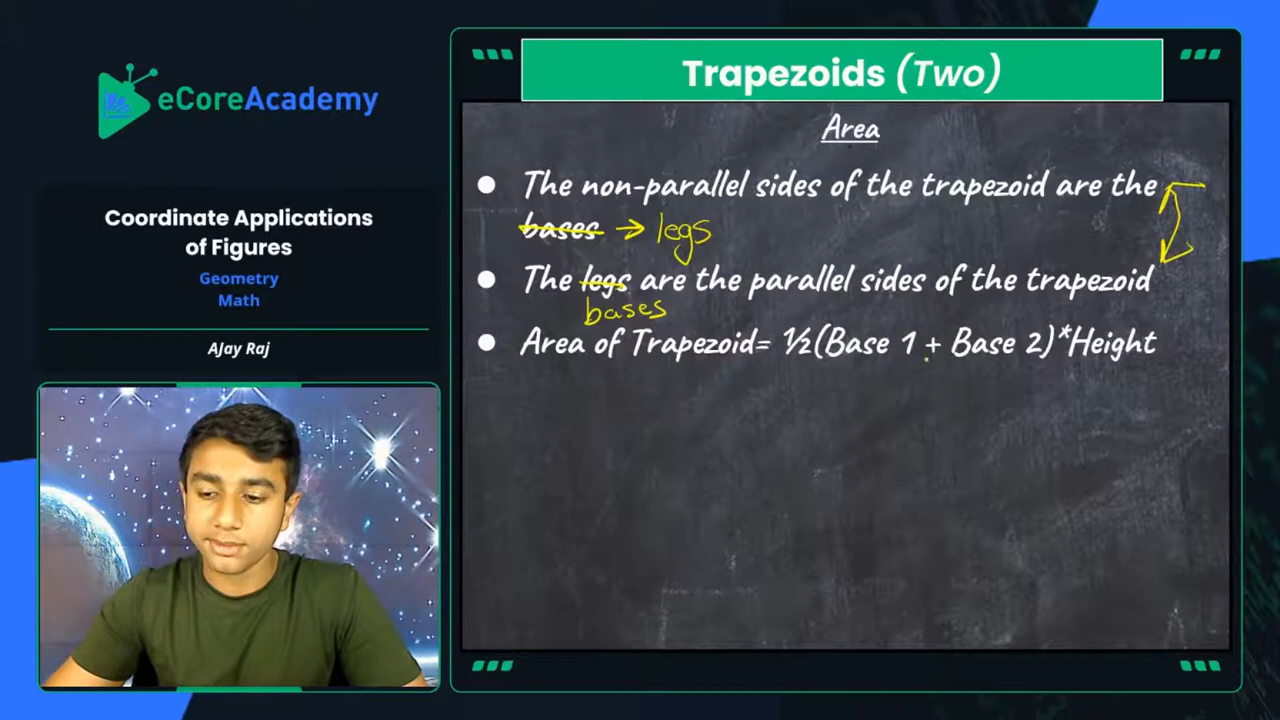 eCoreAcademy
Coordinate Applications
of Figures
Geometry
Math
AJay Raj
Trapezoids (Two)
Area
● The non-parallel sides of the trapezoid are the
bases → legs
● The legs are the parallel sides of the trapezoid
bases
● Area of Trapezoid= ½(Base 1 + Base 2)*Height